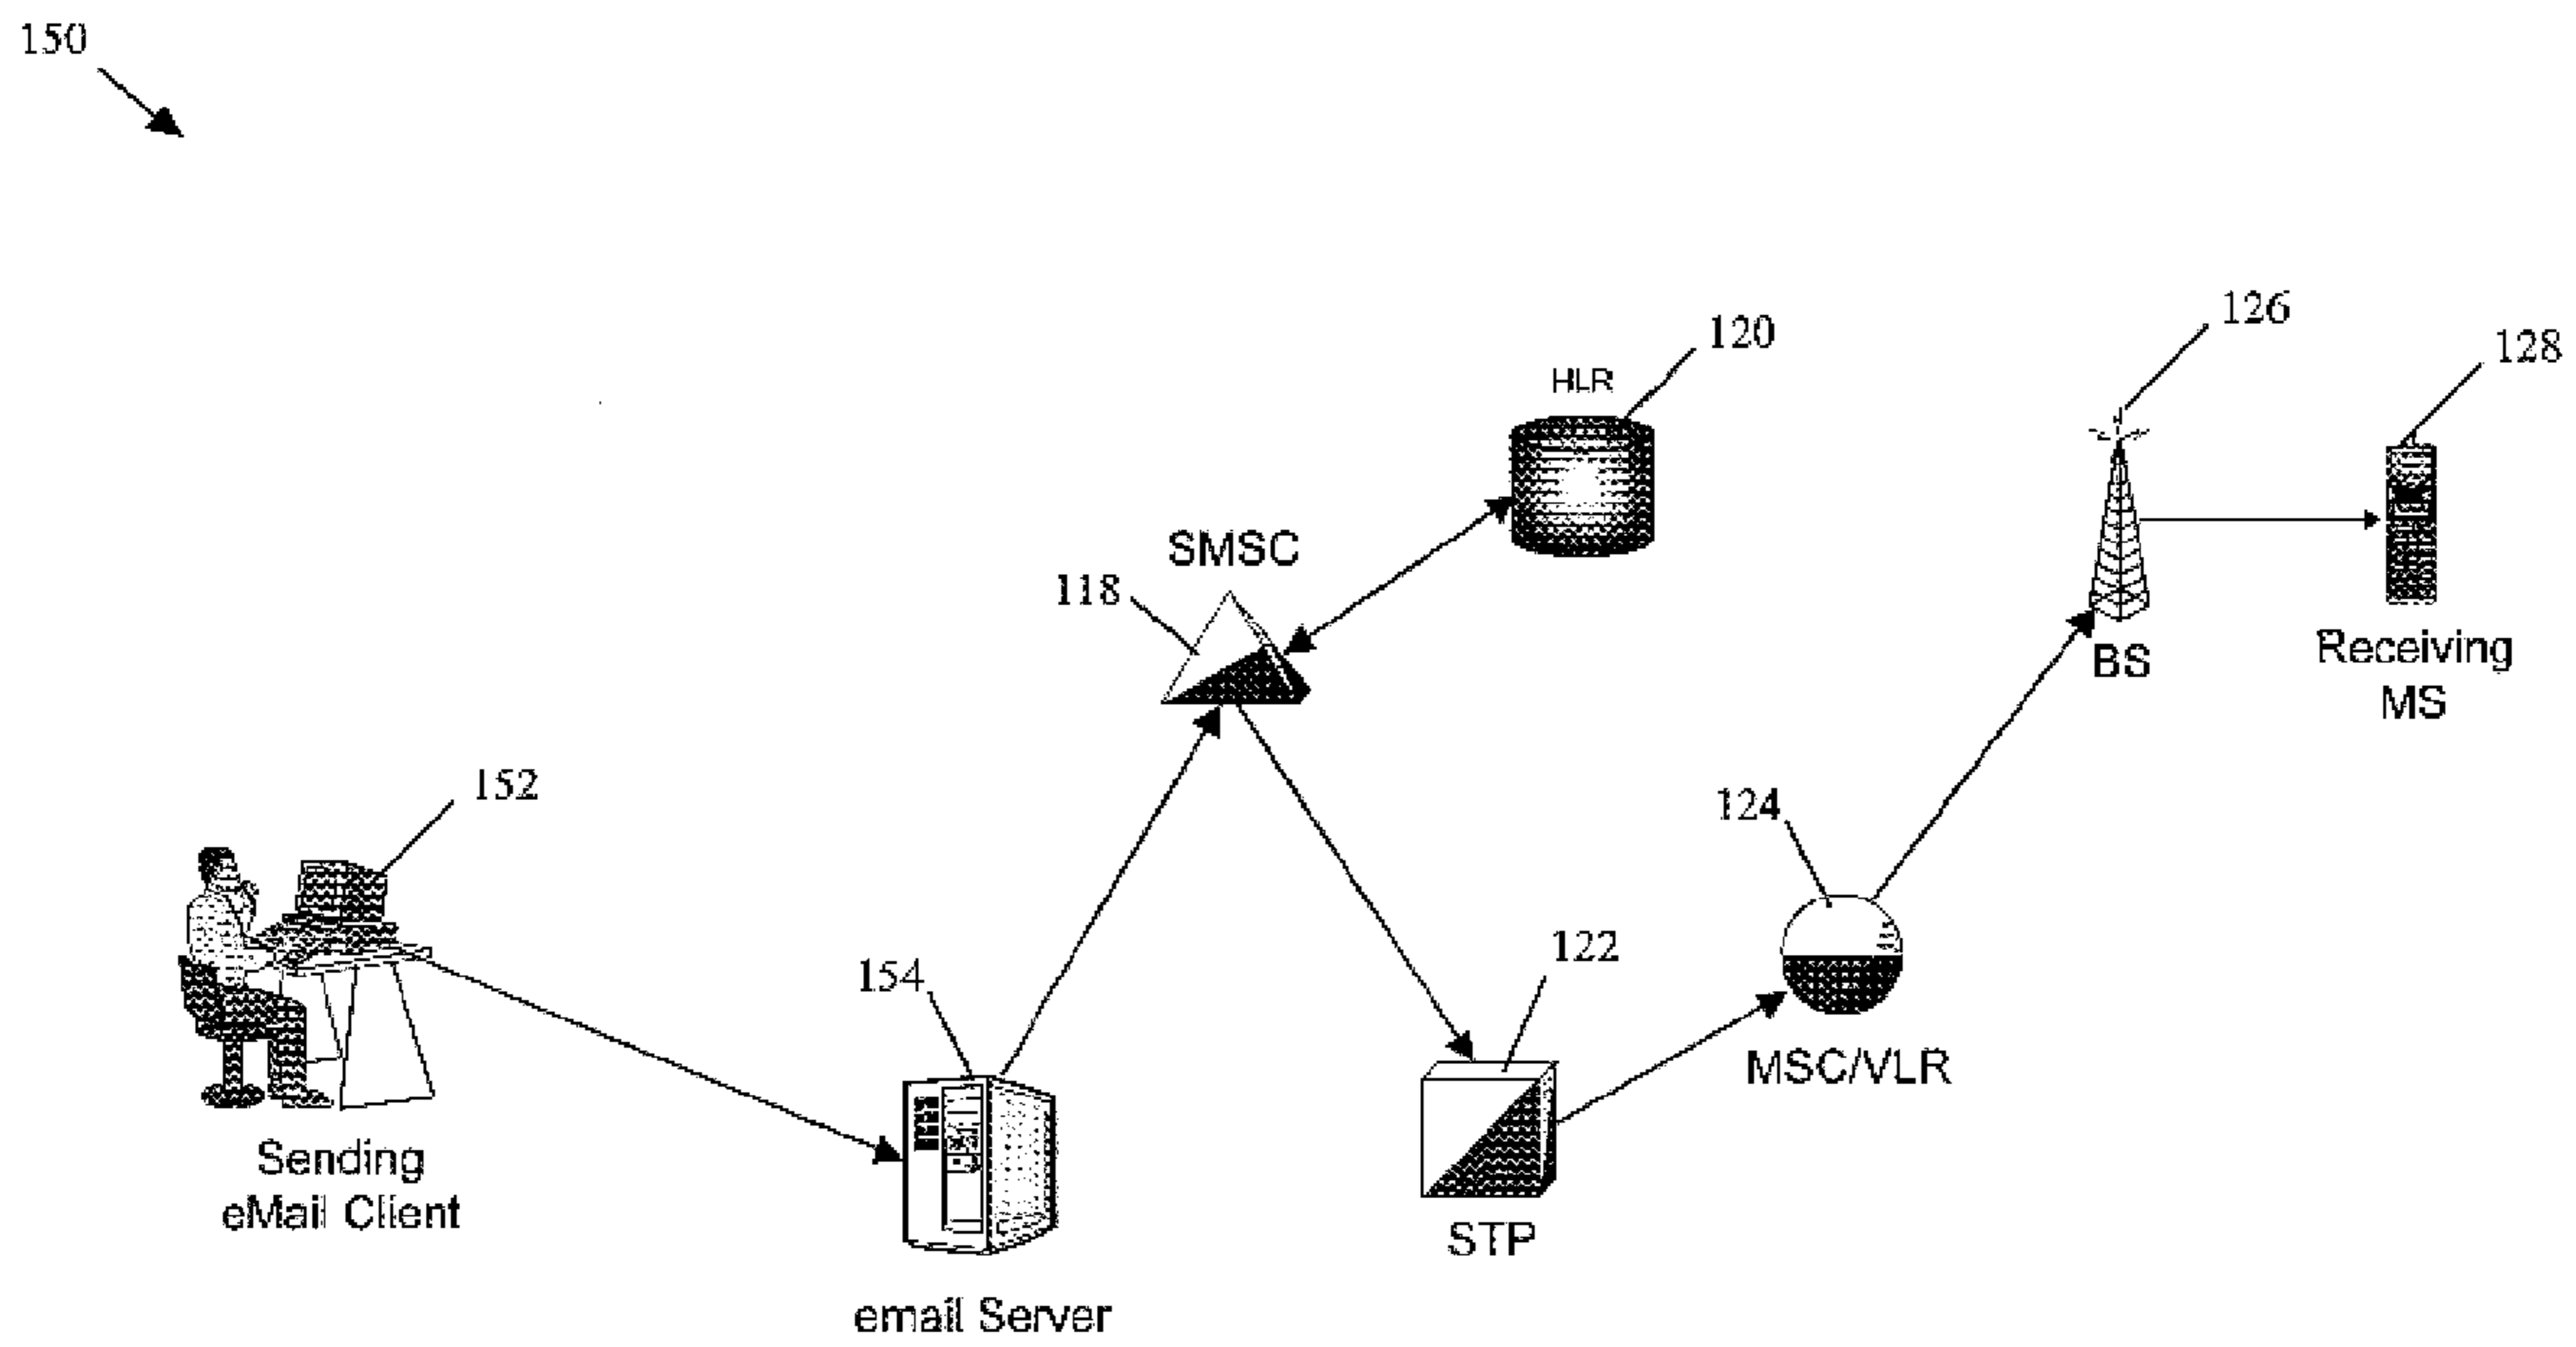 150
126
120
128
HLR
SMSC
118
BS
Receiving
MS
152
124
122
154
MSC/VLR
Sending
eMail Client
STP
email Server